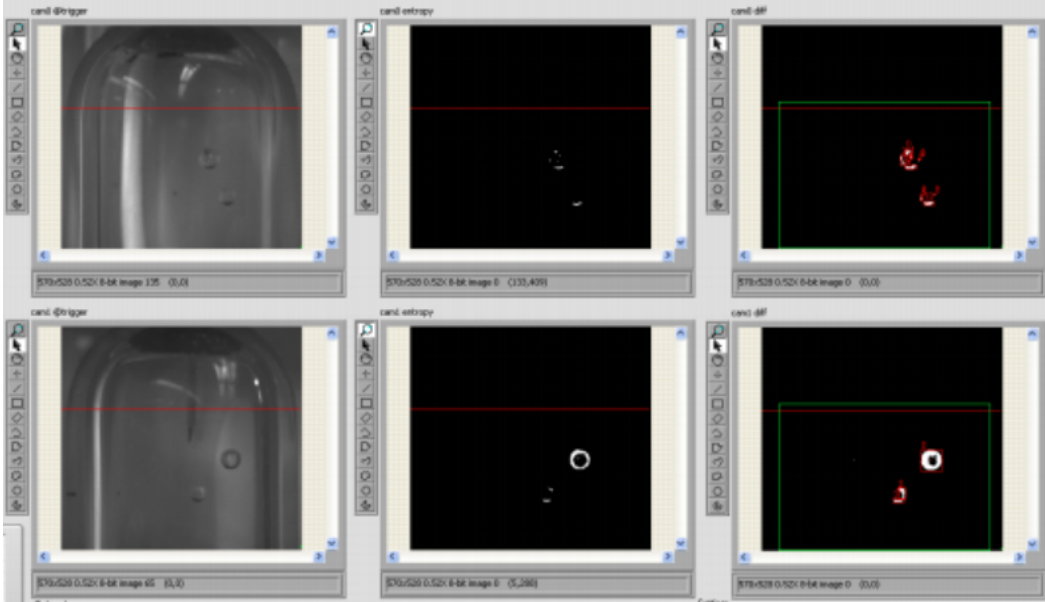 cam0 @trigger
cam0 entropy
cam0 diff
570x528 0.52X 8-bit image 135 (0,0)
570x528 0.52X 8-bit image 0 (133,409)
570x528 0.52X 8-bit image 0 (0,0)
cam1 @trigger
cam1 entropy
cam1 diff
570x528 0.52X 8-bit image 65 (0,0)
570x528 0.52X 8-bit image 0 (5,288)
570x528 0.52X 8-bit image 0 (0,0)